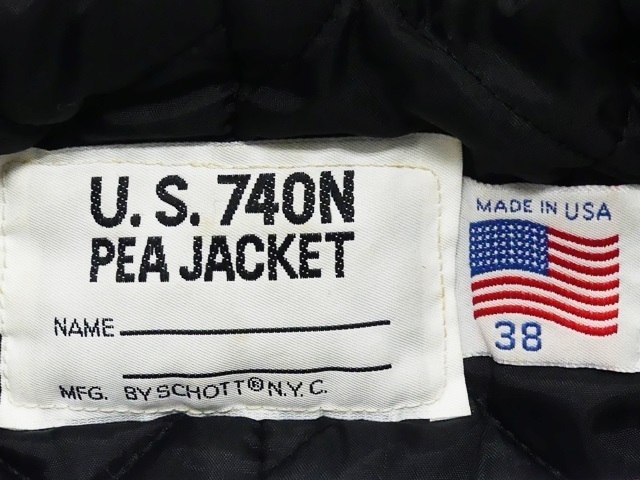 U.S. 740N
PEA JACKET
NAME
MFG. BY SCHOTT® N.Y.C.
MADE IN USA
38